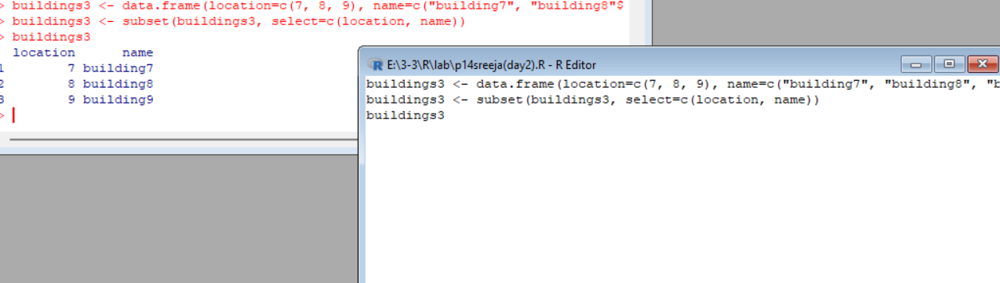 > buildings3 <- data.frame(location=c(7, 8, 9), name=c("building7", "building8"$
> buildings3 <- subset(buildings3, select=c(location, name))
> buildings3
  location      name
1        7 building7
2        8 building8
3        9 building9
>
E:\3-3\R\lab\p14sreeja(day2).R - R Editor
buildings3 <- data.frame(location=c(7, 8, 9), name=c("building7", "building8", "b
buildings3 <- subset(buildings3, select=c(location, name))
buildings3